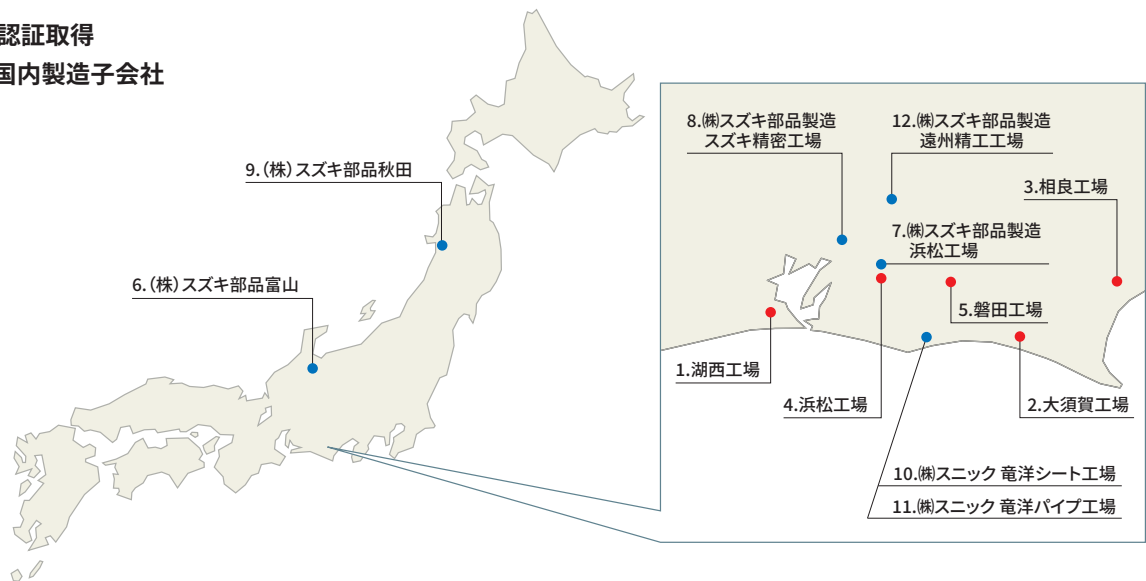 認証取得
国内製造子会社
9.(株)スズキ部品秋田
6.(株)スズキ部品富山
8.㈱スズキ部品製造
スズキ精密工場
12.㈱スズキ部品製造
遠州精工工場
3.相良工場
7.㈱スズキ部品製造
浜松工場
5.磐田工場
1.湖西工場
4.浜松工場
2.大須賀工場
10.㈱スニック 竜洋シート工場
11.㈱スニック 竜洋パイプ工場